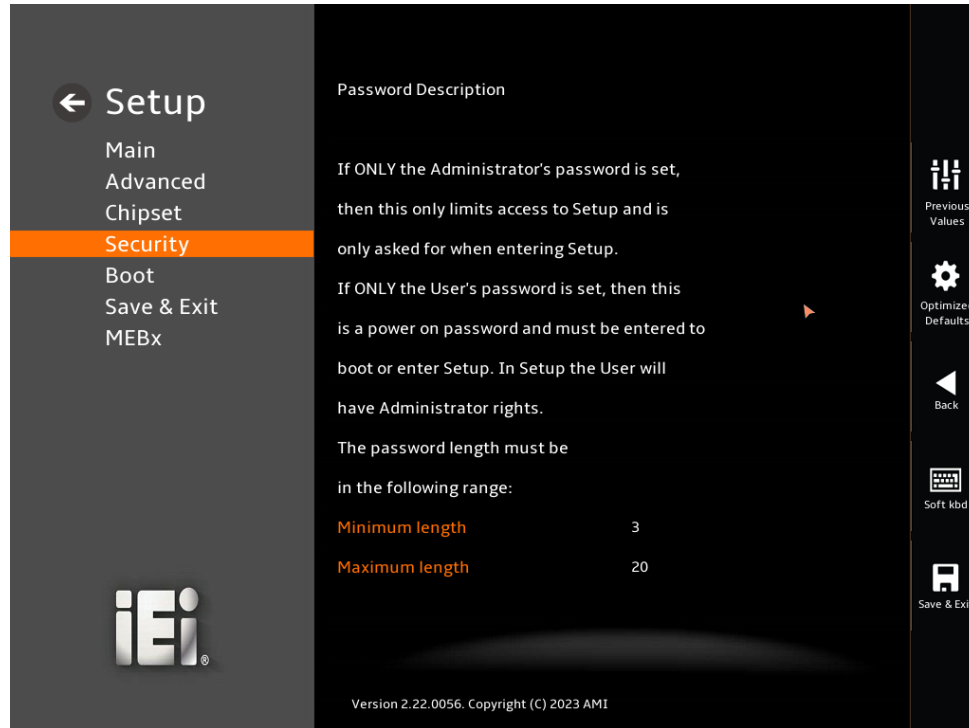 Setup
Main
Advanced
Chipset
Security
Boot
Save & Exit
MEBx
iEi®
Password Description
If ONLY the Administrator's password is set,
then this only limits access to Setup and is
only asked for when entering Setup.
If ONLY the User's password is set, then this
is a power on password and must be entered to
boot or enter Setup. In Setup the User will
have Administrator rights.
The password length must be
in the following range:
Minimum length 3
Maximum length 20
Version 2.22.0056. Copyright (C) 2023 AMI
Previous
Values
Optimize
Defaults
Back
Soft kbd
Save & Exi